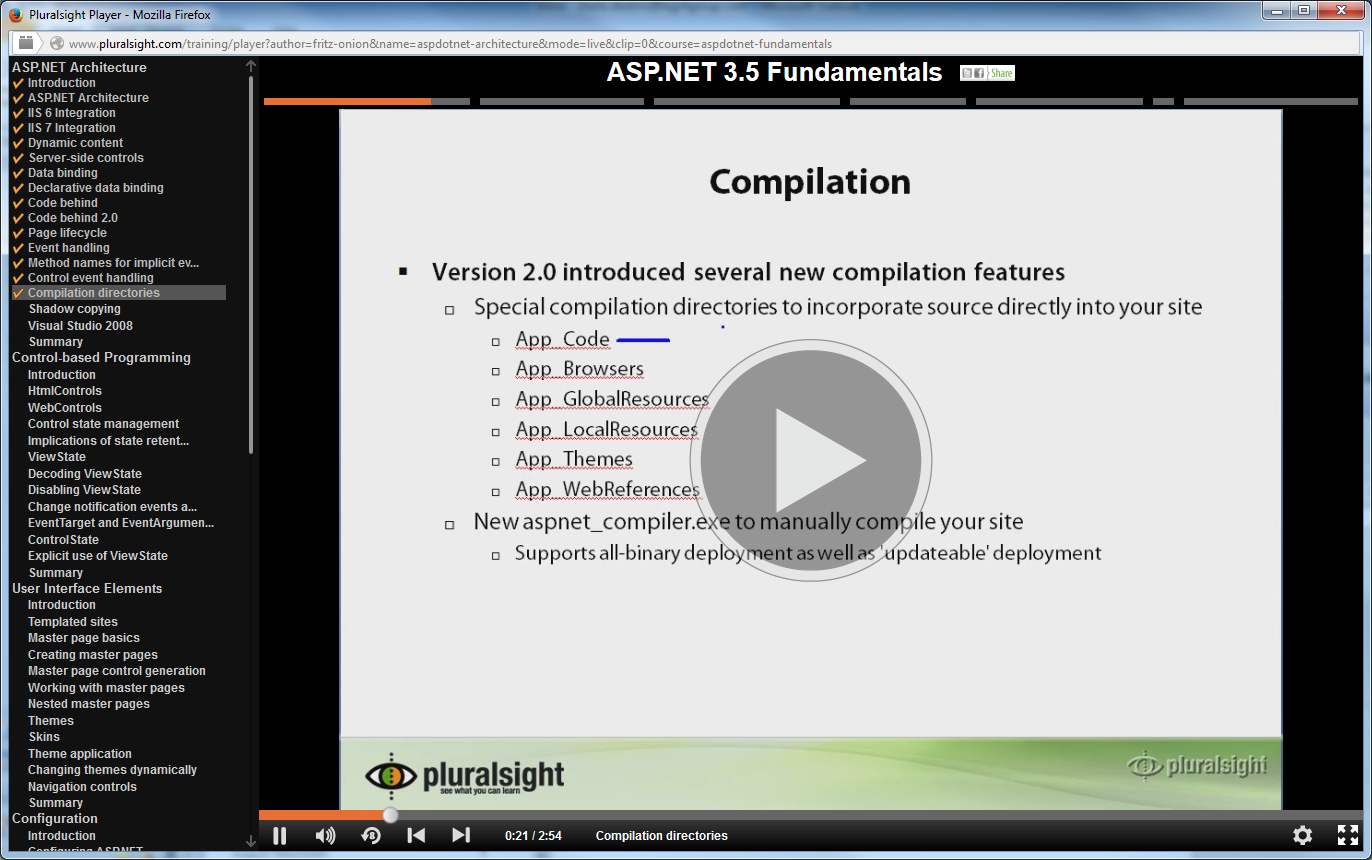 Pluralsight Player - Mozilla Firefox
www.pluralsight.com/training/player?author=fritz-onion&name=aspdotnet-architecture&mode=live&clip=0&course=aspdotnet-fundamentals
ASP.NET Architecture
Introduction
ASP.NET Architecture
IIS 6 Integration
IIS 7 Integration
Dynamic content
Server-side controls
Data binding
Declarative data binding
Code behind
Code behind 2.0
Page lifecycle
Event handling
Method names for implicit ev...
Control event handling
Compilation directories
Shadow copying
Visual Studio 2008
Summary
Control-based Programming
Introduction
HtmlControls
WebControls
Control state management
Implications of state retent...
ViewState
Decoding ViewState
Disabling ViewState
Change notification events a...
EventTarget and EventArgumen...
ControlState
Explicit use of ViewState
Summary
User Interface Elements
Introduction
Templated sites
Master page basics
Creating master pages
Master page control generation
Working with master pages
Nested master pages
Themes
Skins
Theme application
Changing themes dynamically
Navigation controls
Summary
Configuration
Introduction
Configuring ASP.NET
ASP.NET 3.5 Fundamentals
Share
Compilation
Version 2.0 introduced several new compilation features
Special compilation directories to incorporate source directly into your site
App_Code
App_Browsers
App_GlobalResources
App_LocalResources
App_Themes
App_WebReferences
New aspnet_compiler.exe to manually compile your site
Supports all-binary deployment as well as 'updateable' deployment
pluralsight
see what you can learn
pluralsight
8
0:21 / 2:54
Compilation directories